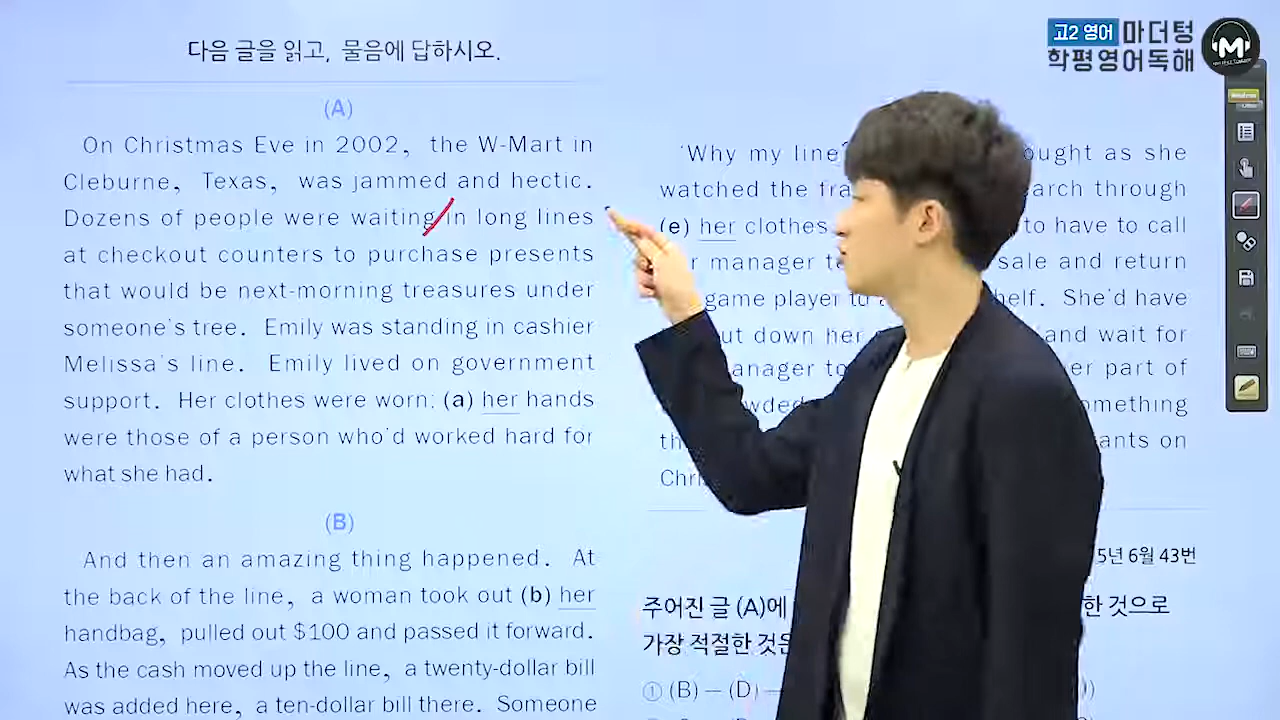 다음 글을 읽고, 물음에 답하시오.
고2 영어 마더텅
학평영어독해
M
(A)
On Christmas Eve in 2002, the W-Mart in
Cleburne, Texas, was jammed and hectic.
Dozens of people were waiting in long lines
at checkout counters to purchase presents
that would be next-morning treasures under
someone's tree. Emily was standing in cashier
Melissa's line. Emily lived on government
support. Her clothes were worn; (a) her hands
were those of a person who'd worked hard for
what she had.
(B)
And then an amazing thing happened. At
the back of the line, a woman took out (b) her
handbag, pulled out $100 and passed it forward.
As the cash moved up the line, a twenty-dollar bill
was added here, a ten-dollar bill there. Someone
'Why my line? ought as she
watched the fra earch through
(e) her clothes to have to call
r manager to sale and return
game player to helf. She'd have
ut down her and wait for
anager to er part of
wded omething
th ants on
Chri
5년 6월 43번
주어진 글 (A)에 한 것으로
가장 적절한 것은
① (B) - (D) -